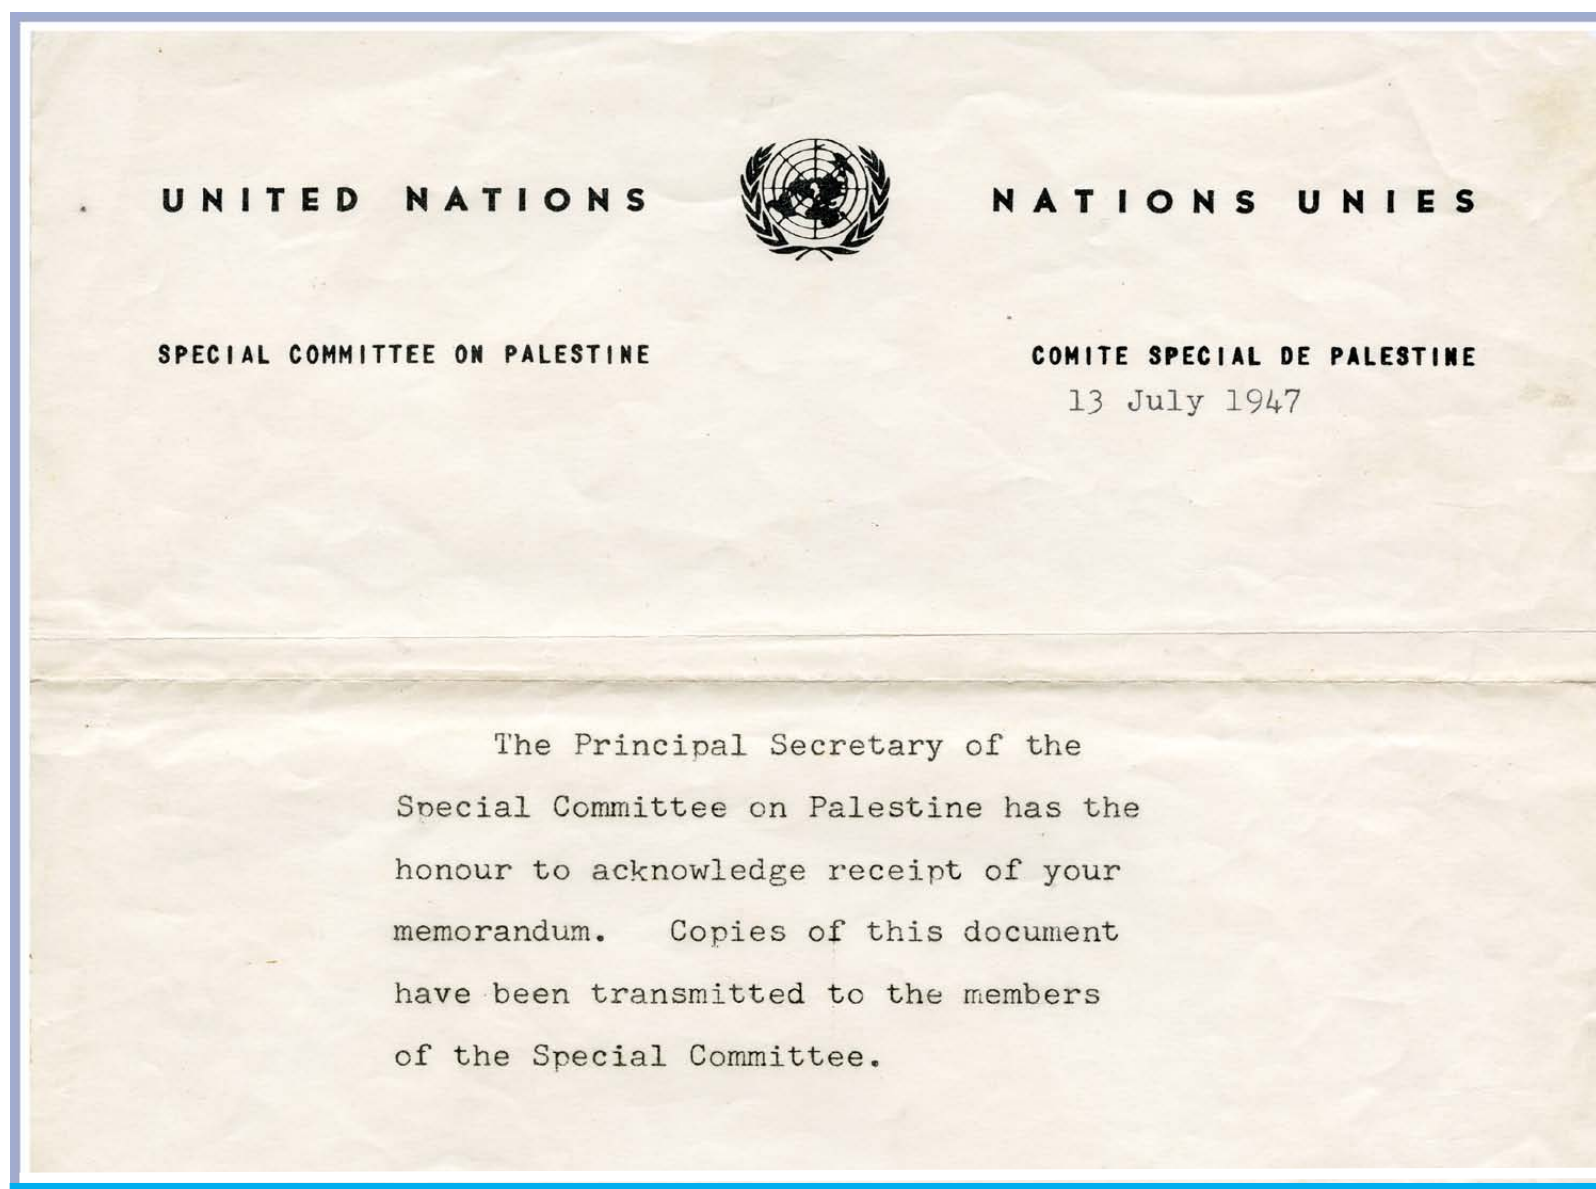 UNITED NATIONS NATIONS UNIES
SPECIAL COMMITTEE ON PALESTINE COMITE SPECIAL DE PALESTINE
13 July 1947
The Principal Secretary of the
Special Committee on Palestine has the
honour to acknowledge receipt of your
memorandum. Copies of this document
have been transmitted to the members
of the Special Committee.